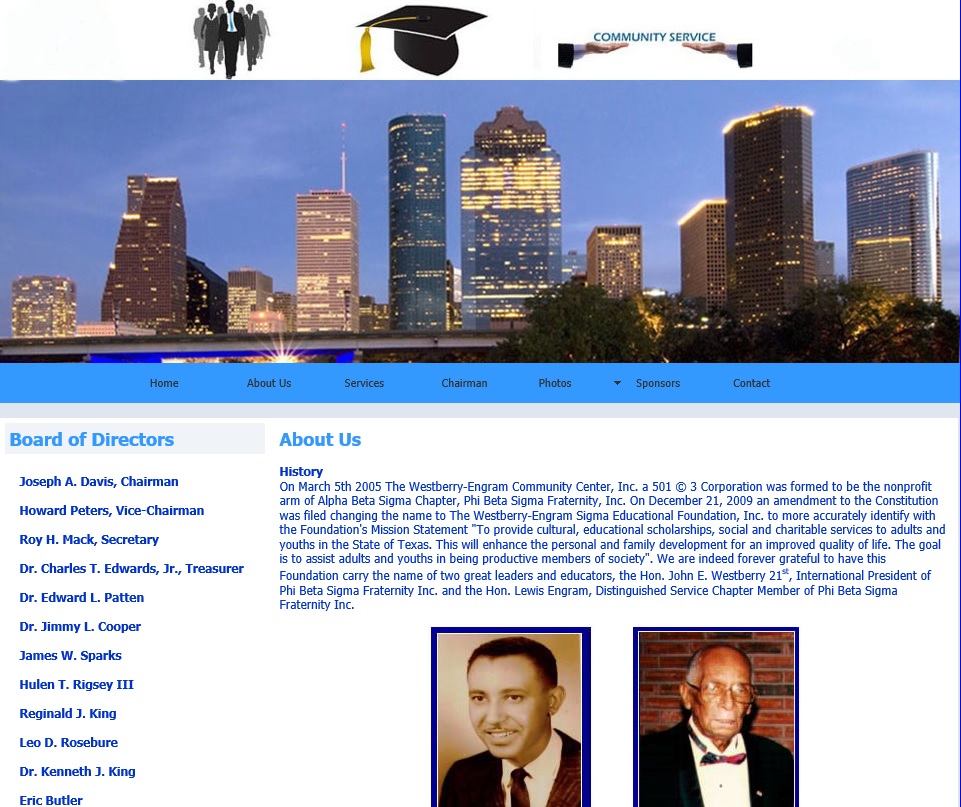 COMMUNITY SERVICE
Home About Us Services Chairman Photos Sponsors Contact
Board of Directors
Joseph A. Davis, Chairman
Howard Peters, Vice-Chairman
Roy H. Mack, Secretary
Dr. Charles T. Edwards, Jr., Treasurer
Dr. Edward L. Patten
Dr. Jimmy L. Cooper
James W. Sparks
Hulen T. Rigsey III
Reginald J. King
Leo D. Rosebure
Dr. Kenneth J. King
Eric Butler
About Us
History
On March 5th 2005 The Westberry-Engram Community Center, Inc. a 501 © 3 Corporation was formed to be the nonprofit
arm of Alpha Beta Sigma Chapter, Phi Beta Sigma Fraternity, Inc. On December 21, 2009 an amendment to the Constitution
was filed changing the name to The Westberry-Engram Sigma Educational Foundation, Inc. to more accurately identify with
the Foundation's Mission Statement "To provide cultural, educational scholarships, social and charitable services to adults and
youths in the State of Texas. This will enhance the personal and family development for an improved quality of life. The goal
is to assist adults and youths in being productive members of society". We are indeed forever grateful to have this
Foundation carry the name of two great leaders and educators, the Hon. John E. Westberry 21st, International President of
Phi Beta Sigma Fraternity Inc. and the Hon. Lewis Engram, Distinguished Service Chapter Member of Phi Beta Sigma
Fraternity Inc.